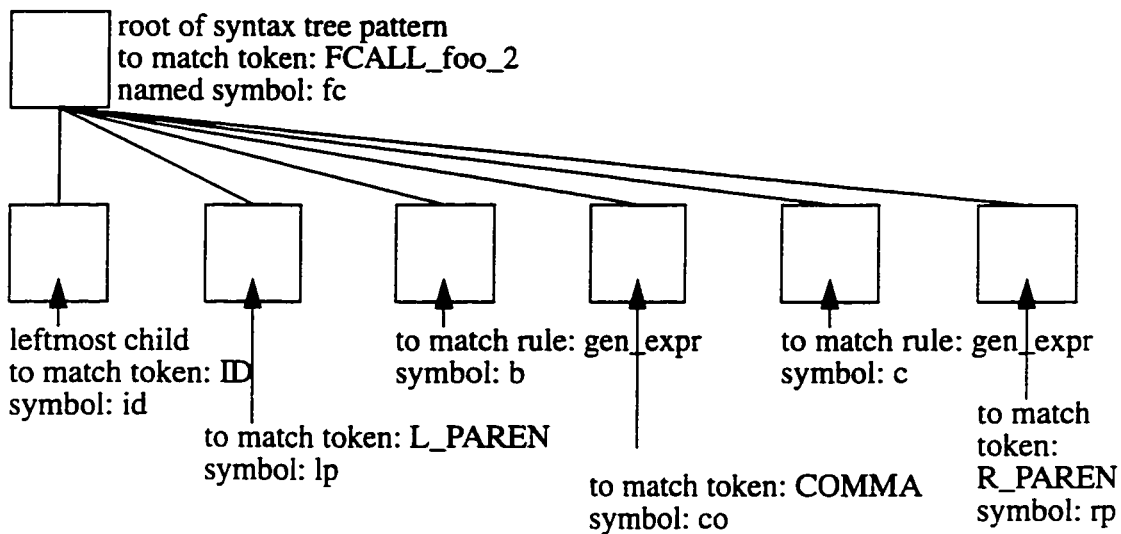 root of syntax tree pattern
to match token: FCALL_foo_2
named symbol: fc
leftmost child
to match token: ID
symbol: id
to match token: L_PAREN
symbol: lp
to match rule: gen_expr
symbol: b
to match token: COMMA
symbol: co
to match rule: gen_expr
symbol: c
to match
token:
R_PAREN
symbol: rp